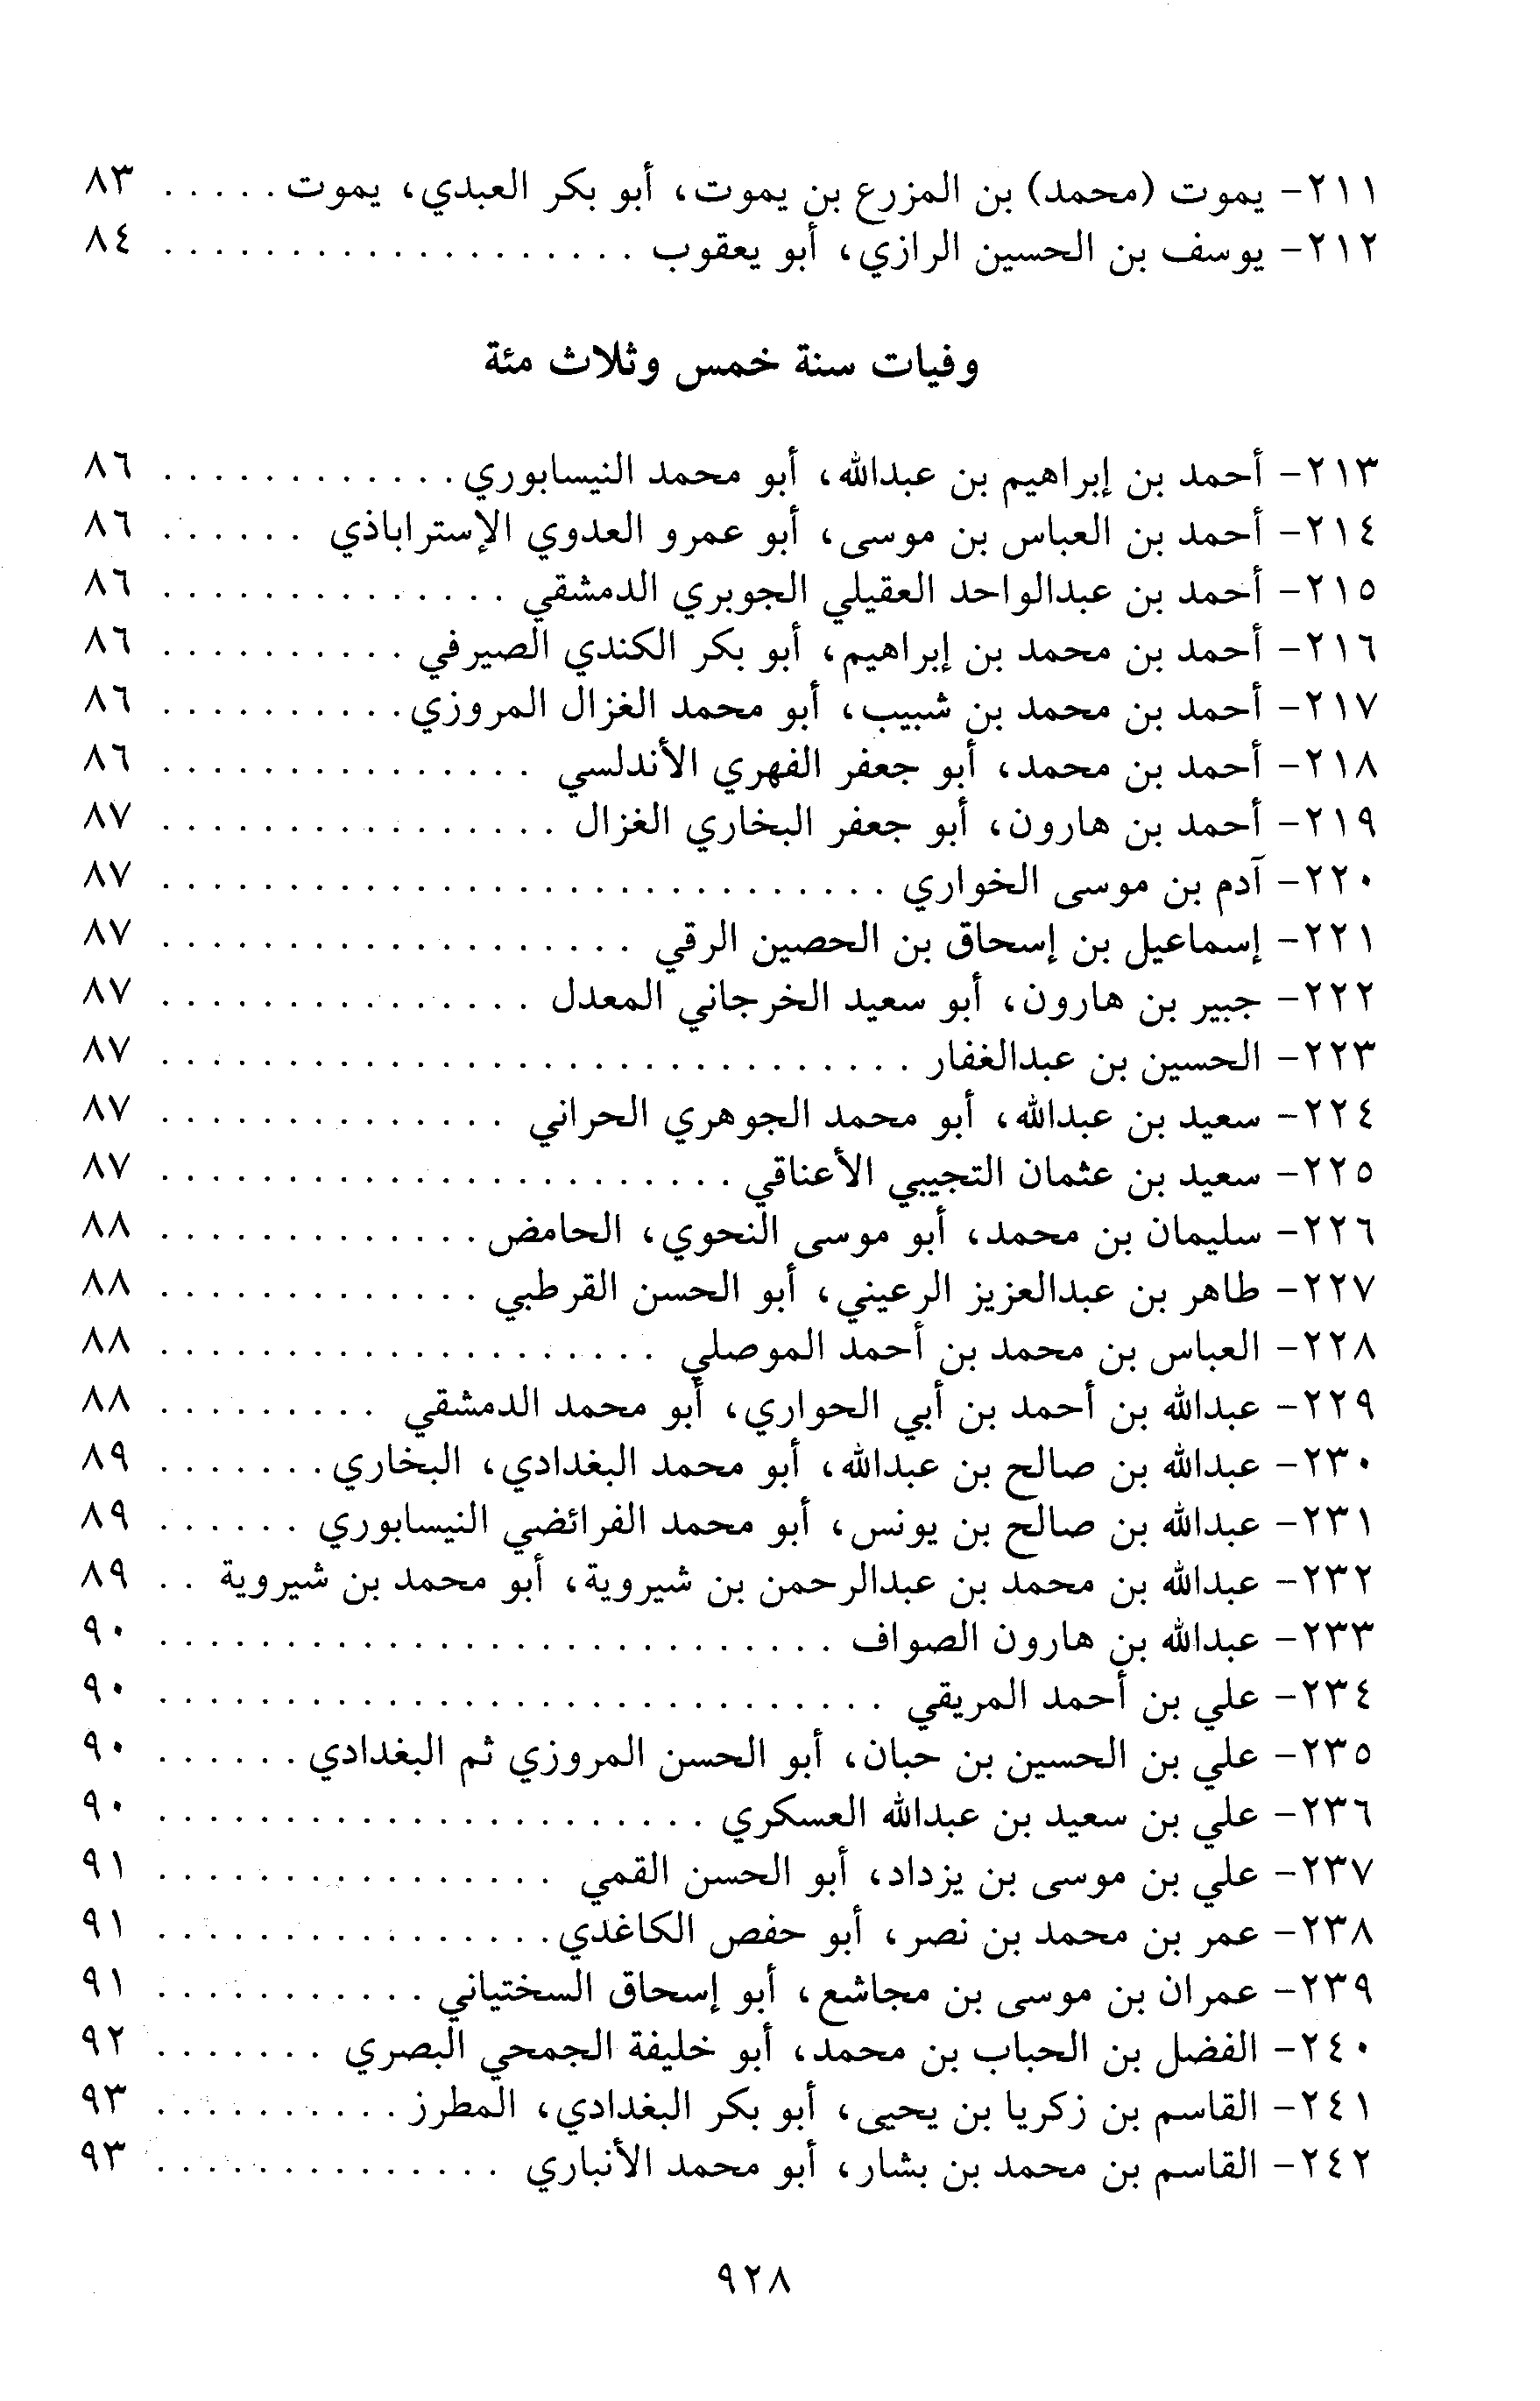 ٢١١- يموت (محمد) بن المزرع بن يموت، أبو بكر العبدي، يموت . . . . . ٨٣
٢١٢- يوسف بن الحسين الرازي، أبو يعقوب . . . . . . . . . . . . . . . . . . . ٨٤
وفيات سنة خمس وثلاث مئة
٢١٣- أحمد بن إبراهيم بن عبدالله، أبو محمد النيسابوري . . . . . . . . . . . . ٨٦
٢١٤- أحمد بن العباس بن موسى، أبو عمرو العدوي الإستراباذي . . . . . . ٨٦
٢١٥- أحمد بن عبدالواحد العقيلي الجوبري الدمشقي . . . . . . . . . . . . . . ٨٦
٢١٦- أحمد بن محمد بن إبراهيم، أبو بكر الكندي الصيرفي . . . . . . . . . . ٨٦
٢١٧- أحمد بن محمد بن شبيب، أبو محمد الغزال المروزي . . . . . . . . . . ٨٦
٢١٨- أحمد بن محمد، أبو جعفر الفهري الأندلسي . . . . . . . . . . . . . . . ٨٦
٢١٩- أحمد بن هارون، أبو جعفر البخاري الغزال . . . . . . . . . . . . . . . . ٨٧
٢٢٠- آدم بن موسى الخواري . . . . . . . . . . . . . . . . . . . . . . . . . . . . . ٨٧
٢٢١- إسماعيل بن إسحاق بن الحصين الرقي . . . . . . . . . . . . . . . . . . . ٨٧
٢٢٢- جبير بن هارون، أبو سعيد الخرجاني المعدل . . . . . . . . . . . . . . . ٨٧
٢٢٣- الحسين بن عبدالغفار . . . . . . . . . . . . . . . . . . . . . . . . . . . . . . ٨٧
٢٢٤- سعيد بن عبدالله، أبو محمد الجوهري الحراني . . . . . . . . . . . . . . ٨٧
٢٢٥- سعيد بن عثمان التجيبي الأعناقي . . . . . . . . . . . . . . . . . . . . . . . ٨٧
٢٢٦- سليمان بن محمد، أبو موسى النحوي، الحامض . . . . . . . . . . . . . ٨٨
٢٢٧- طاهر بن عبدالعزيز الرعيني، أبو الحسن القرطبي . . . . . . . . . . . . . ٨٨
٢٢٨- العباس بن محمد بن أحمد الموصلي . . . . . . . . . . . . . . . . . . . . ٨٨
٢٢٩- عبدالله بن أحمد بن أبي الحواري، أبو محمد الدمشقي . . . . . . . . . ٨٨
٢٣٠- عبدالله بن صالح بن عبدالله، أبو محمد البغدادي، البخاري . . . . . . . ٨٩
٢٣١- عبدالله بن صالح بن يونس، أبو محمد الفرائضي النيسابوري . . . . . . ٨٩
٢٣٢- عبدالله بن محمد بن عبدالرحمن بن شيروية، أبو محمد بن شيروية . . ٨٩
٢٣٣- عبدالله بن هارون الصواف . . . . . . . . . . . . . . . . . . . . . . . . . . . ٩٠
٢٣٤- علي بن أحمد المريقي . . . . . . . . . . . . . . . . . . . . . . . . . . . . . ٩٠
٢٣٥- علي بن الحسين بن حبان، أبو الحسن المروزي ثم البغدادي . . . . . . ٩٠
٢٣٦- علي بن سعيد بن عبدالله العسكري . . . . . . . . . . . . . . . . . . . . . . ٩٠
٢٣٧- علي بن موسى بن يزداد، أبو الحسن القمي . . . . . . . . . . . . . . . . ٩١
٢٣٨- عمر بن محمد بن نصر، أبو حفص الكاغدي . . . . . . . . . . . . . . . . ٩١
٢٣٩- عمران بن موسى بن مجاشع، أبو إسحاق السختياني . . . . . . . . . . . ٩١
٢٤٠- الفضل بن الحباب بن محمد، أبو خليفة الجمحي البصري . . . . . . . ٩٢
٢٤١- القاسم بن زكريا بن يحيى، أبو بكر البغدادي، المطرز . . . . . . . . . . ٩٣
٢٤٢- القاسم بن محمد بن بشار، أبو محمد الأنباري . . . . . . . . . . . . . . ٩٣
٩٢٨